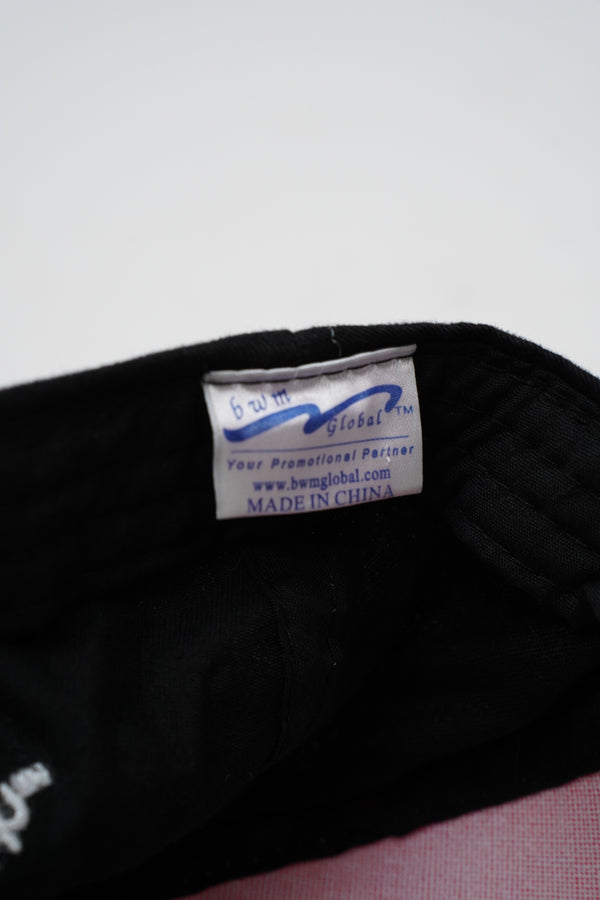 bwm
Global™
Your Promotional Partner
www.bwmglobal.com
MADE IN CHINA